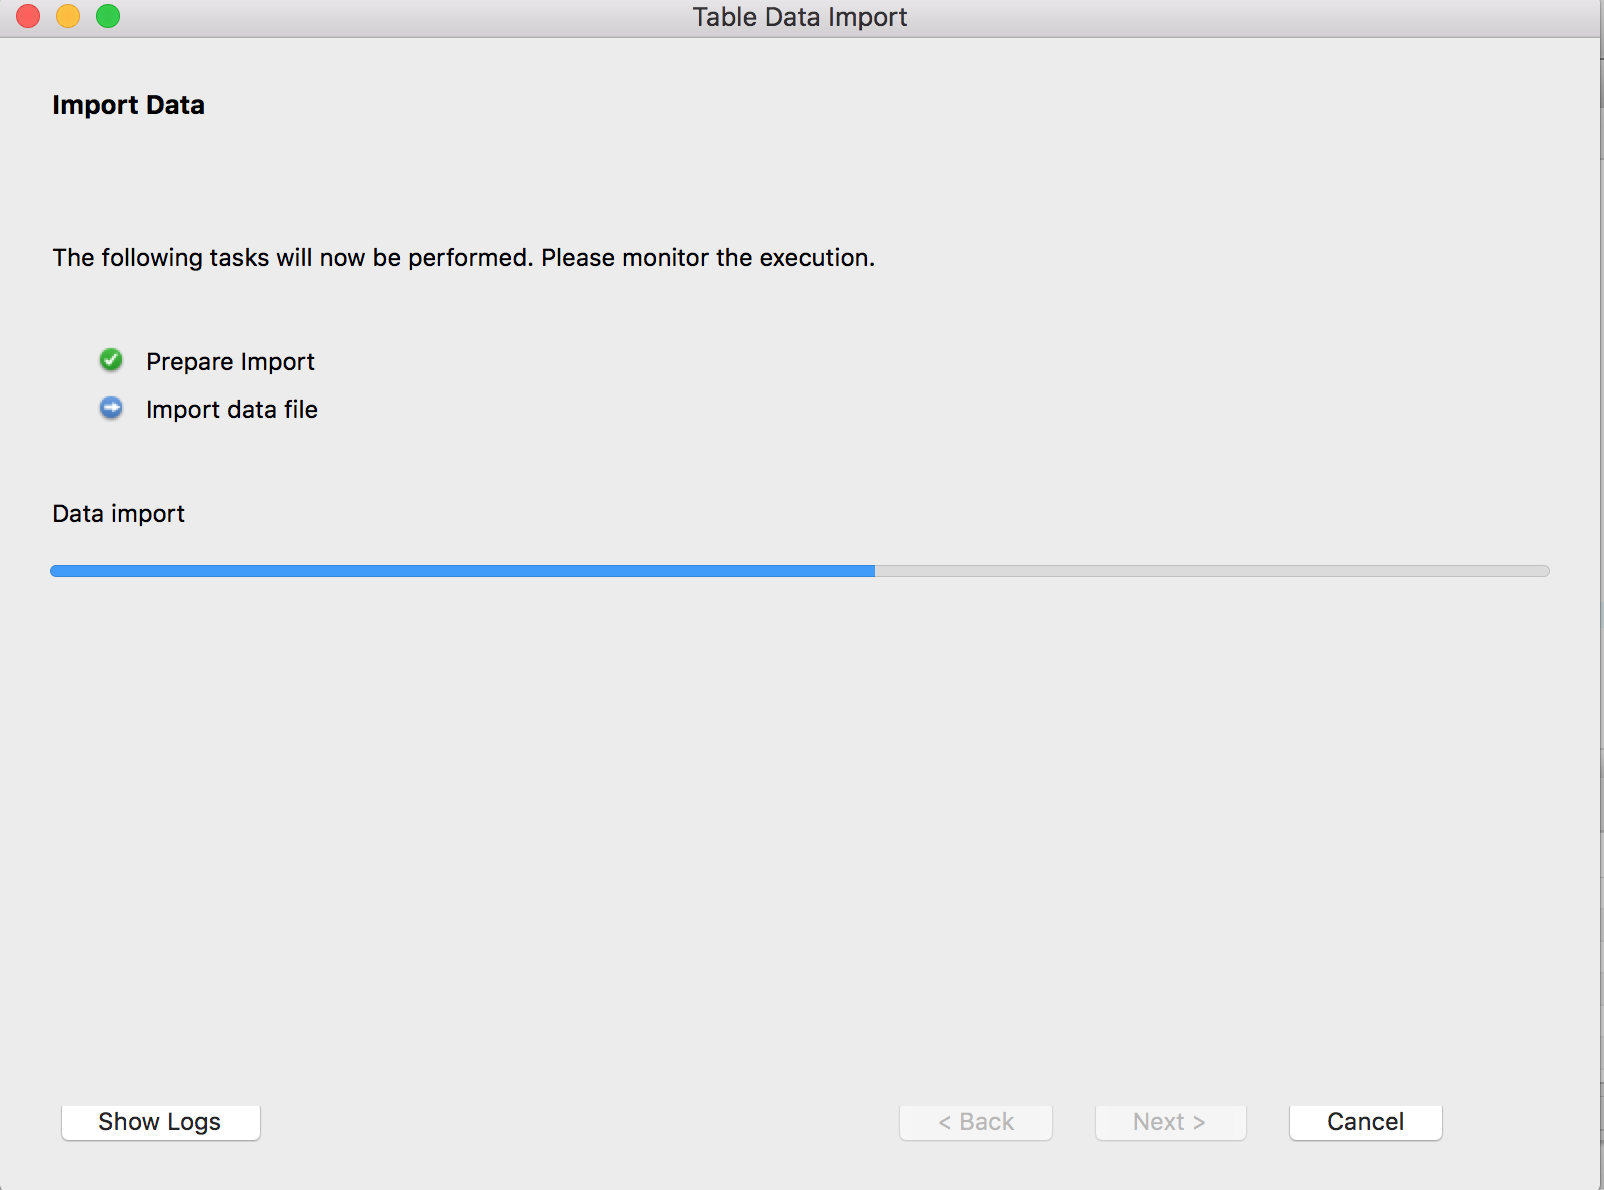 Table Data Import
Import Data
The following tasks will now be performed. Please monitor the execution.
Prepare Import
Import data file
Data import
Show Logs
< Back
Next >
Cancel